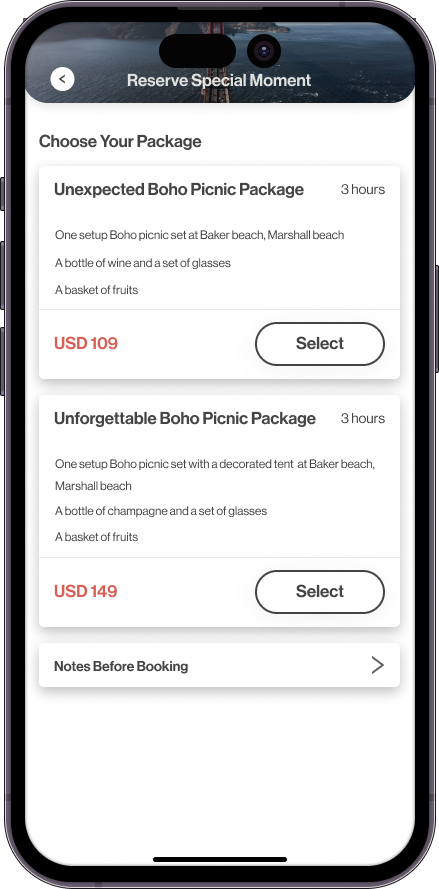 Reserve Special Moment
Choose Your Package
Unexpected Boho Picnic Package 3 hours
One setup Boho picnic set at Baker beach, Marshall beach
A bottle of wine and a set of glasses
A basket of fruits
USD 109 Select
Unforgettable Boho Picnic Package 3 hours
One setup Boho picnic set with a decorated tent at Baker beach,
Marshall beach
A bottle of champagne and a set of glasses
A basket of fruits
USD 149 Select
Notes Before Booking